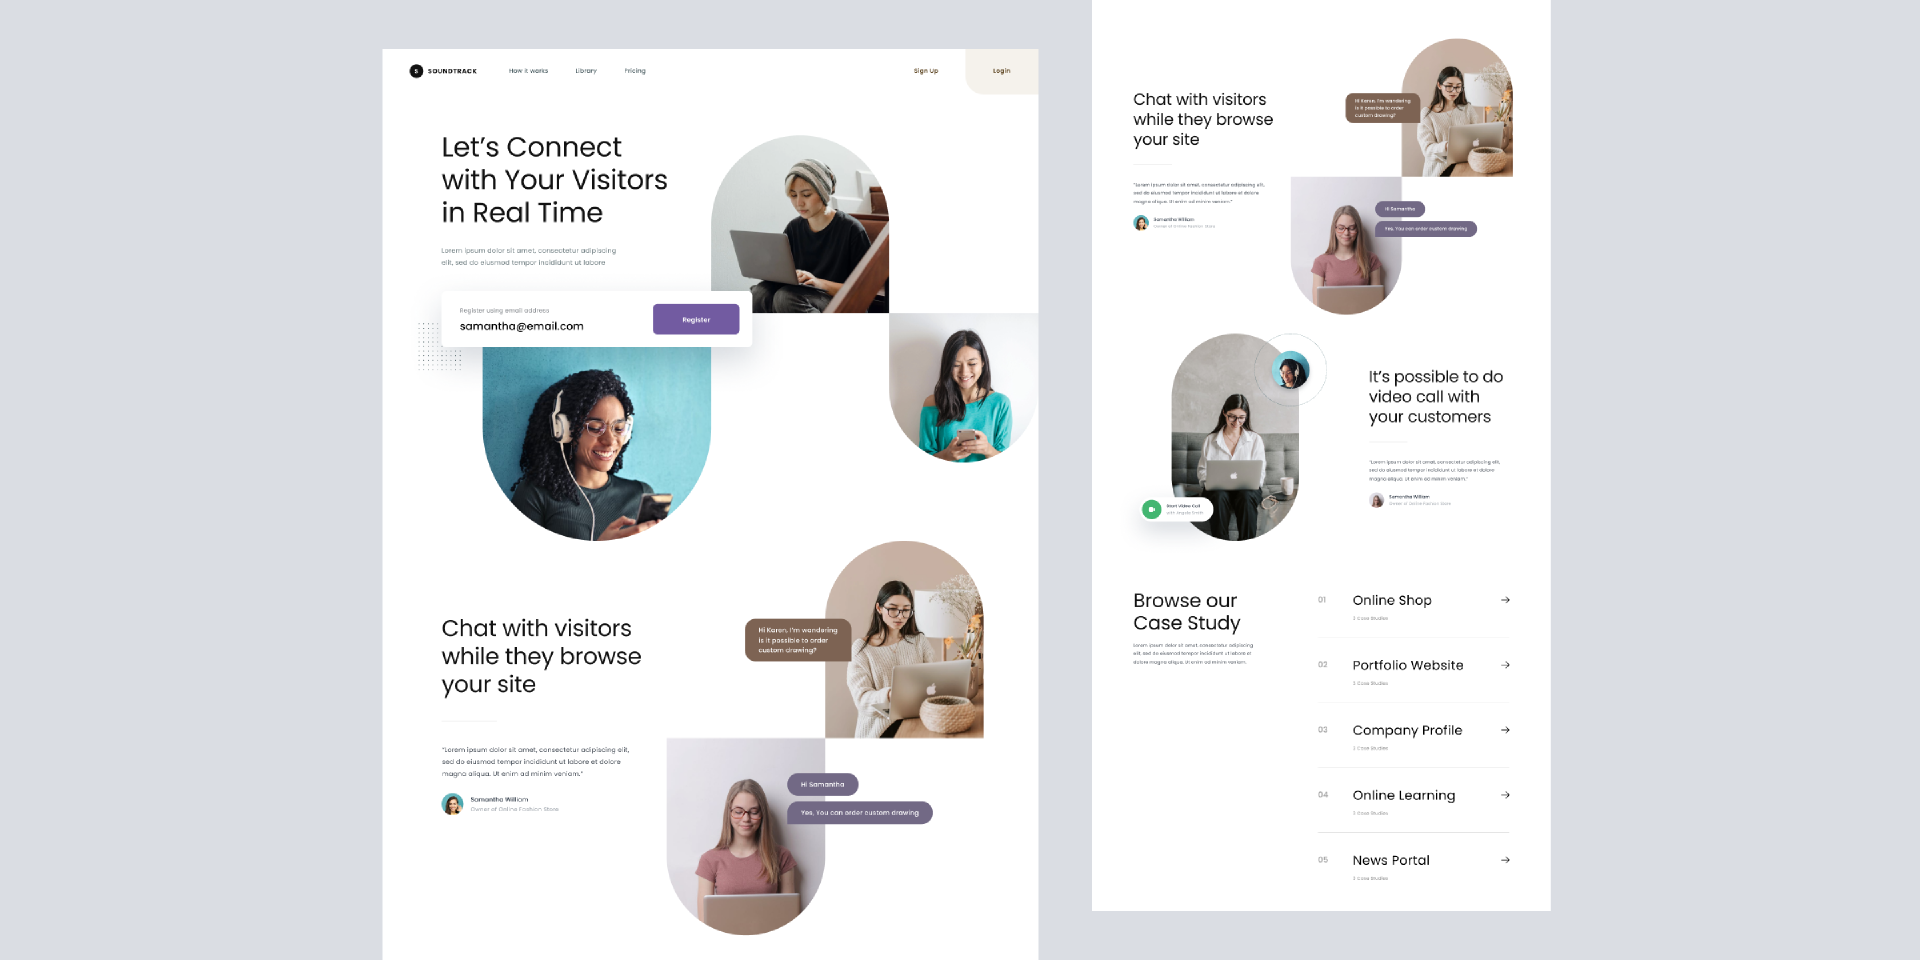 S SOUNDTRACK How it works Library Pricing Sign Up Login
Let's Connect
with Your Visitors
in Real Time
Lorem ipsum dolor sit amet, consectetur adipiscing
elit, sed do eiusmod tempor incididunt ut labore
Register using email address
samantha@email.com
Register
Chat with visitors
while they browse
your site
"Lorem ipsum dolor sit amet, consectetur adipiscing elit,
sed do eiusmod tempor incididunt ut labore et dolore
magna aliqua. Ut enim ad minim veniam."
Samantha William
Owner of Online Fashion Store
Hi Karen, I'm wandering
is it possible to order
custom drawing?
Hi Samantha
Yes, You can order custom drawing
Chat with visitors
while they browse
your site
"Lorem ipsum dolor sit amet, consectetur adipiscing elit,
sed do eiusmod tempor incididunt ut labore et dolore
magna aliqua. Ut enim ad minim veniam."
Samantha William
Owner of Online Fashion Store
Hi Karen, I'm wandering
is it possible to order
custom drawing?
Hi Samantha
Yes, You can order custom drawing
Start Video Call
with Angela Smith
It's possible to do
video call with
your customers
"Lorem ipsum dolor sit amet, consectetur adipiscing elit,
sed do eiusmod tempor incididunt ut labore et dolore
magna aliqua. Ut enim ad minim veniam."
Samantha William
Owner of Online Fashion Store
Browse our
Case Study
Lorem ipsum dolor sit amet, consectetur adipiscing
elit, sed do eiusmod tempor incididunt ut labore et
dolore magna aliqua. Ut enim ad minim veniam.
01 Online Shop
Case Studies
02 Portfolio Website
Case Studies
03 Company Profile
Case Studies
04 Online Learning
Case Studies
05 News Portal
Case Studies